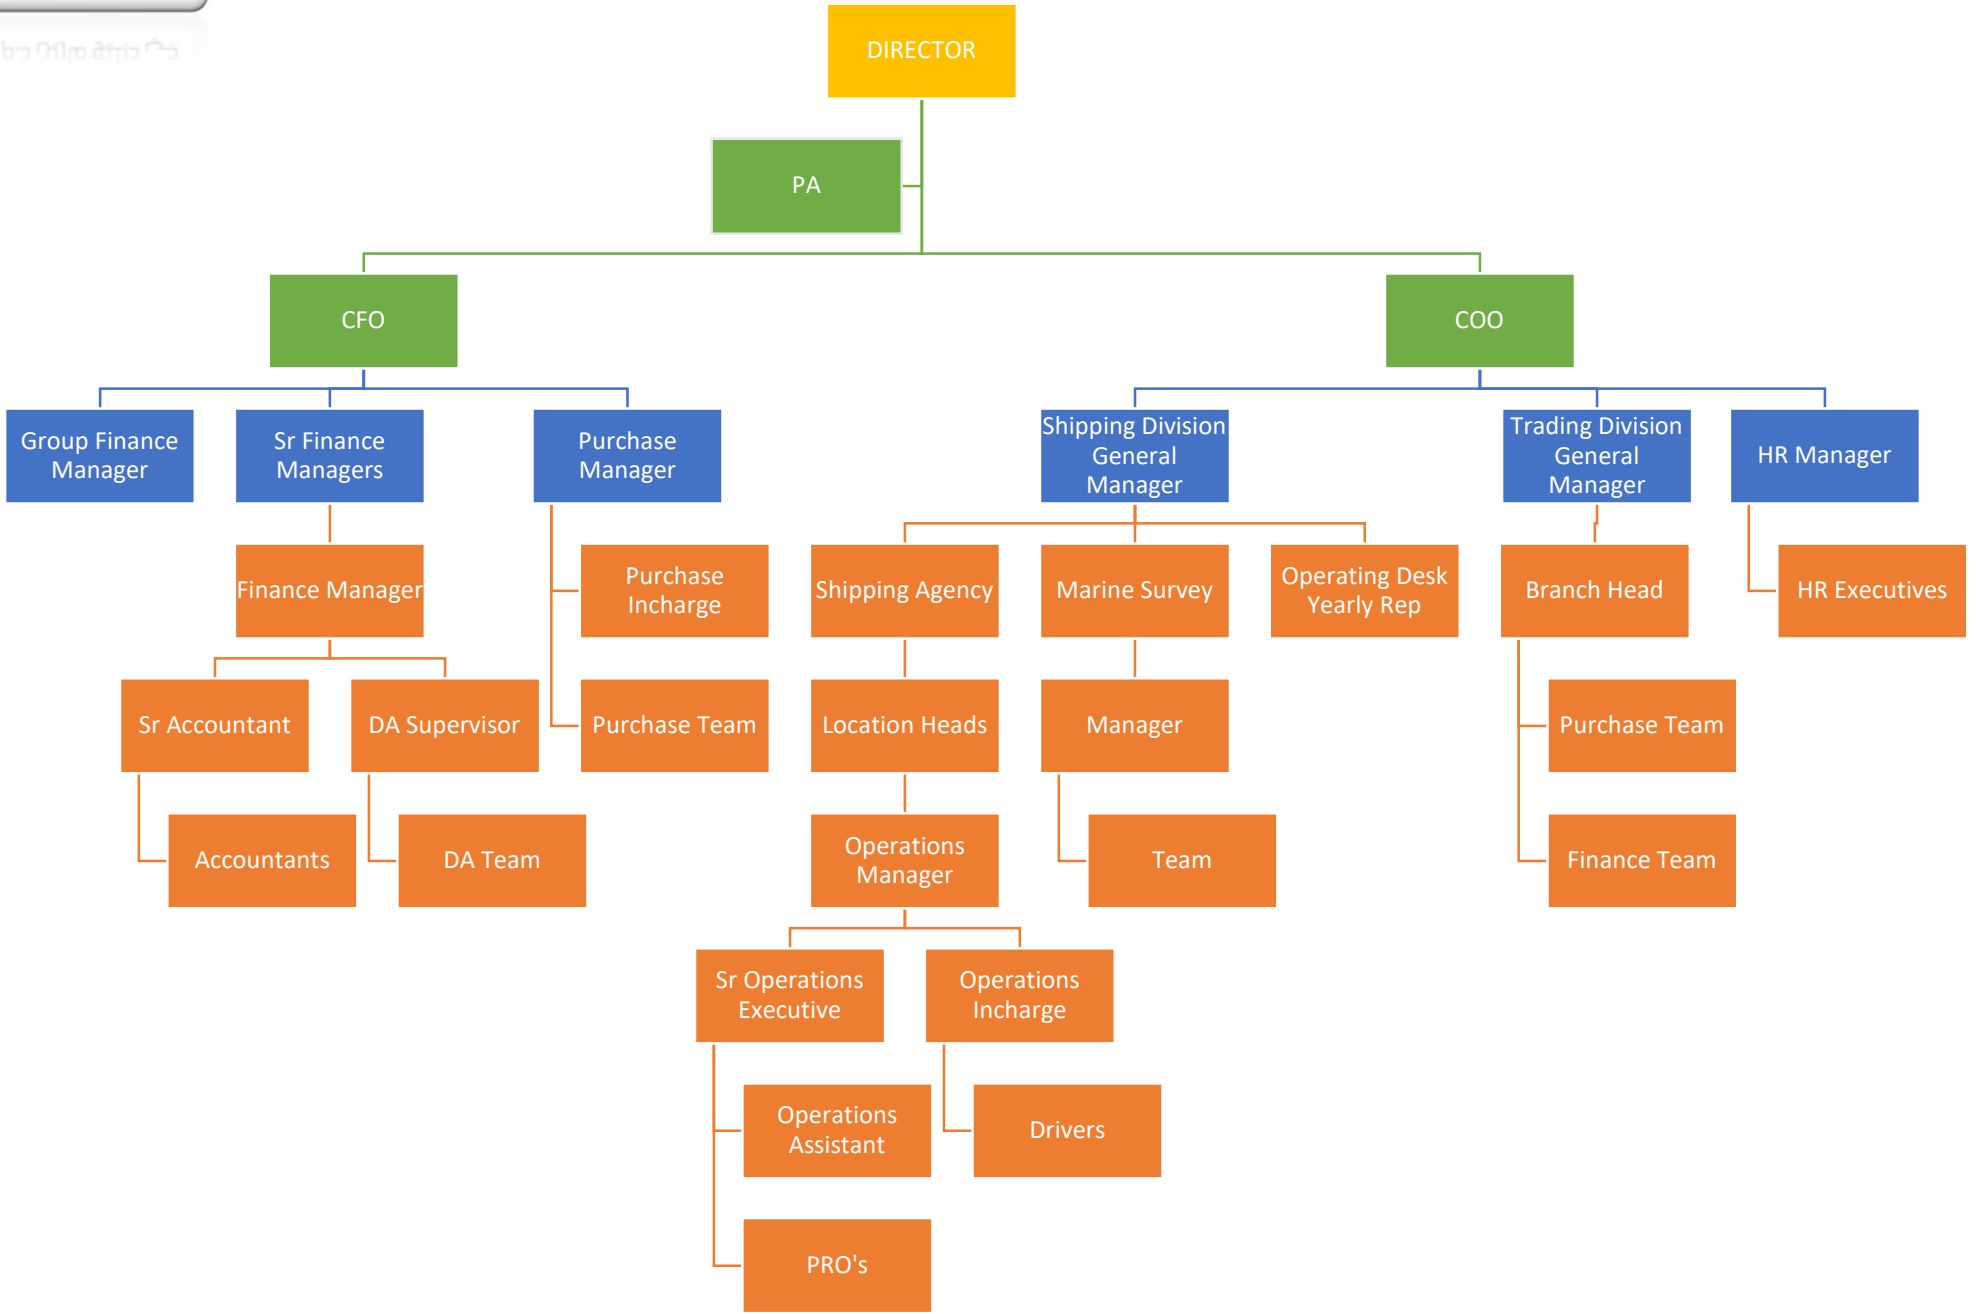 DIRECTOR
PA
CFO
COO
Group Finance
Manager
Sr Finance
Managers
Purchase
Manager
Shipping Division
General
Manager
Trading Division
General
Manager
HR Manager
Finance Manager
Purchase
Incharge
Shipping Agency
Marine Survey
Operating Desk
Yearly Rep
Branch Head
HR Executives
Sr Accountant
DA Supervisor
Purchase Team
Location Heads
Manager
Purchase Team
Accountants
DA Team
Operations
Manager
Team
Finance Team
Sr Operations
Executive
Operations
Incharge
Operations
Assistant
Drivers
PRO's